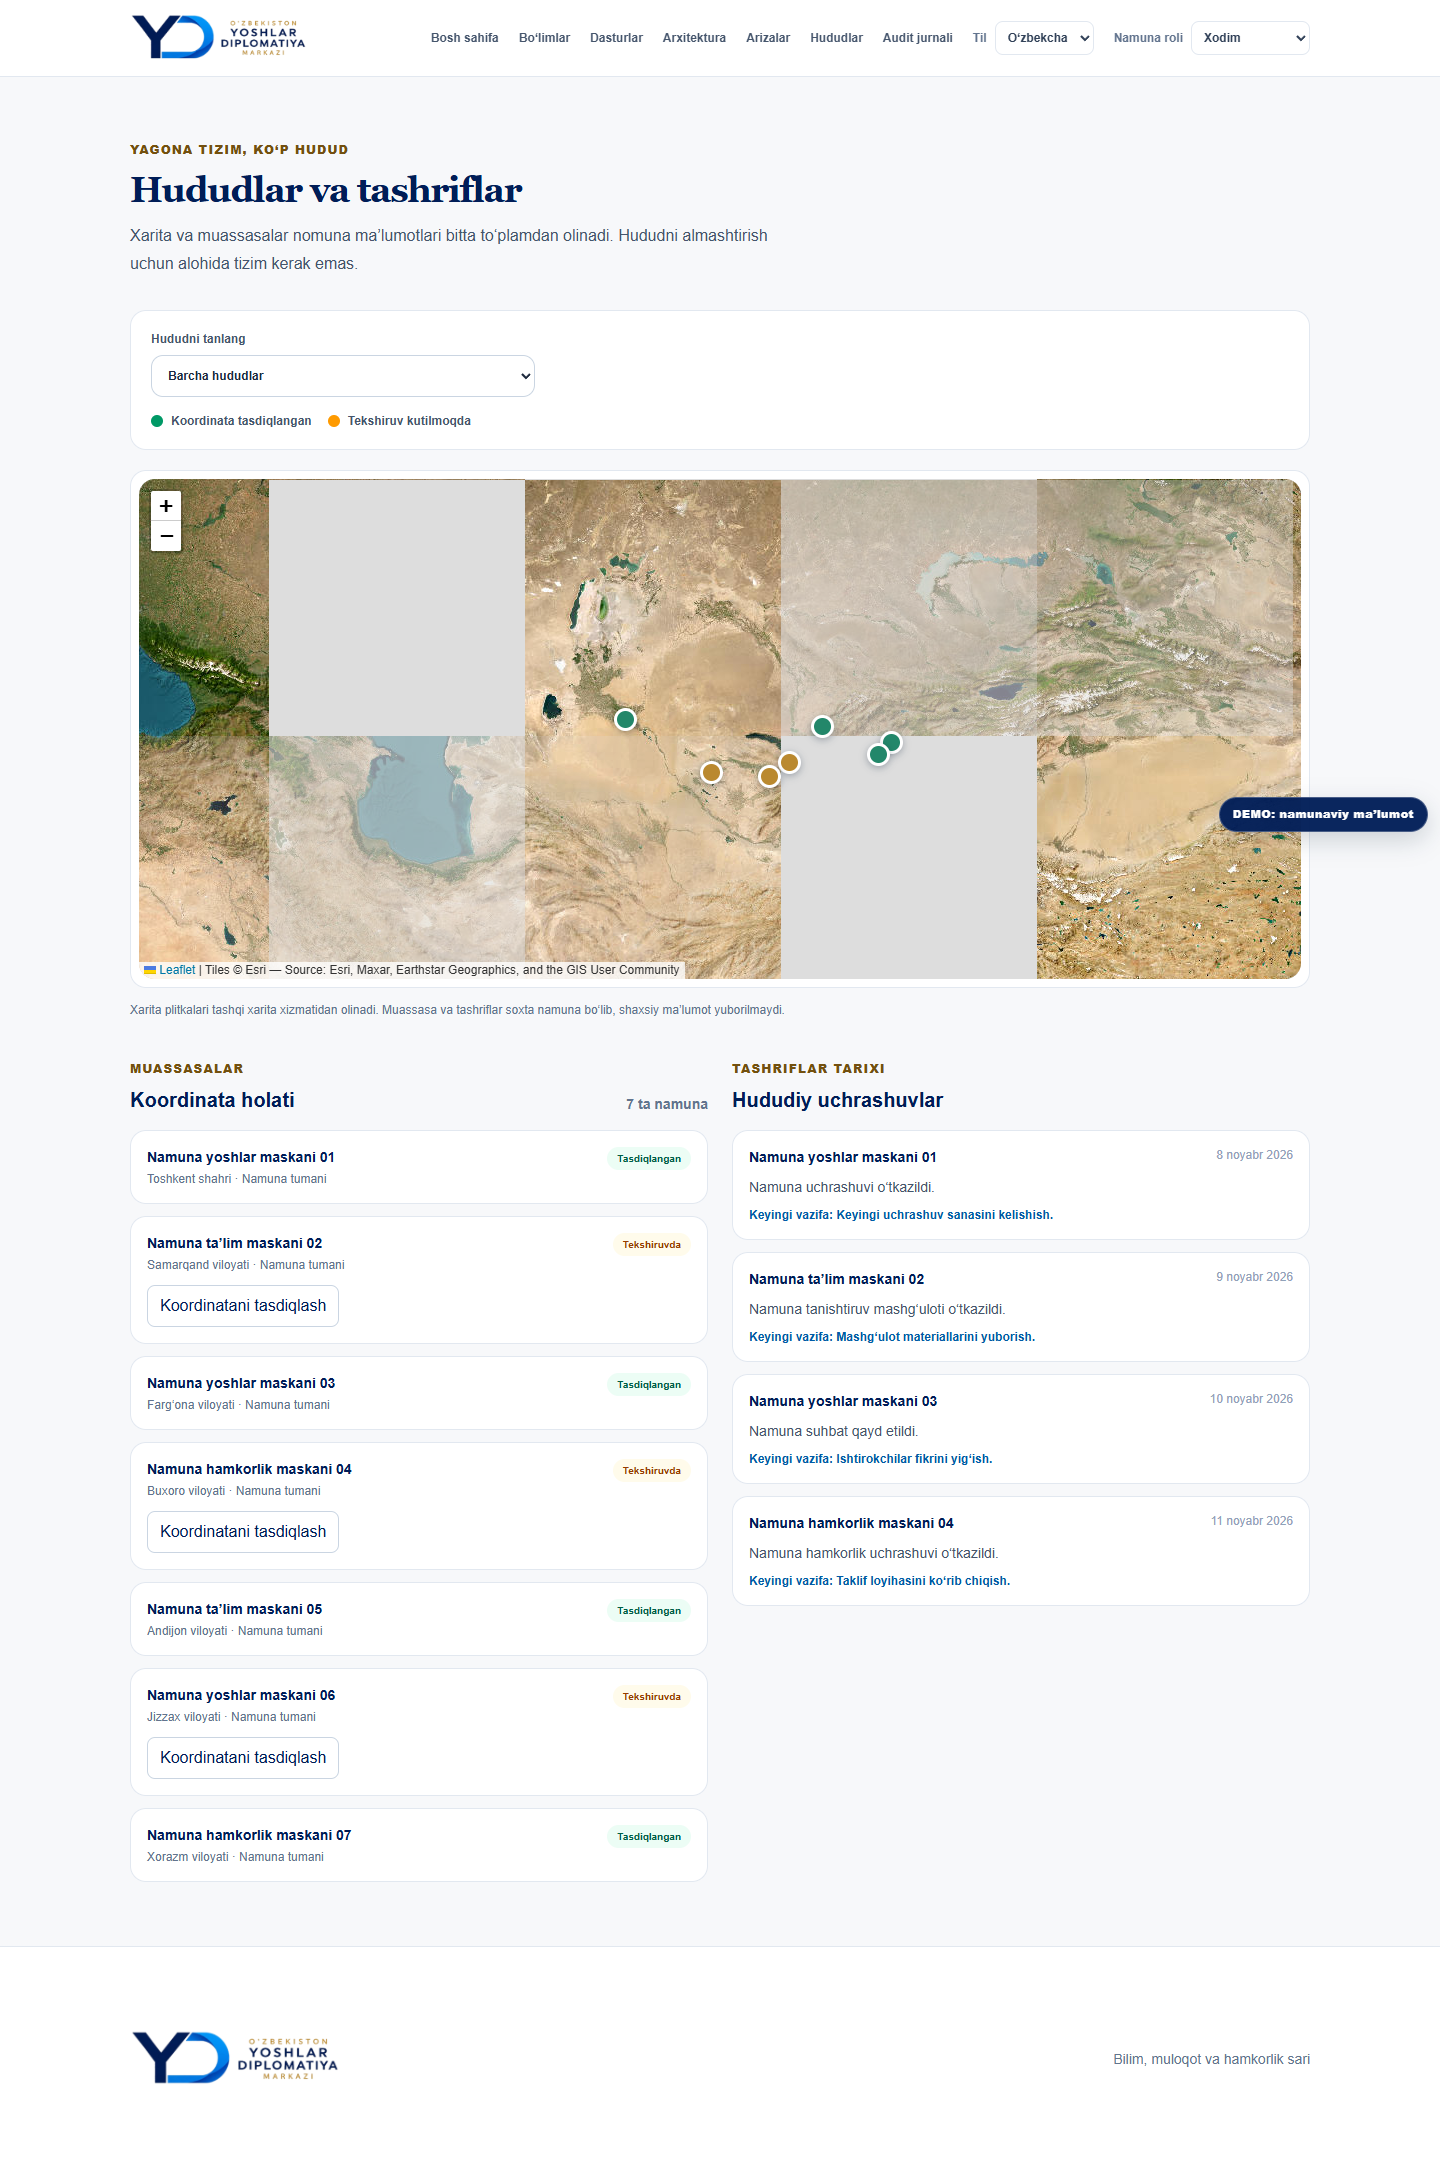 O'ZBEKISTON
YOSHLAR
DIPLOMATIYA
MARKAZI
Bosh sahifa
Bo‘limlar
Dasturlar
Arxitektura
Arizalar
Hududlar
Audit jurnali
Til
O‘zbekcha
Namuna roli
Xodim
YAGONA TIZIM, KO‘P HUDUD
Hududlar va tashriflar
Xarita va muassasalar nomuna ma’lumotlari bitta to‘plamdan olinadi. Hududni almashtirish
uchun alohida tizim kerak emas.
Hududni tanlang
Barcha hududlar
Koordinata tasdiqlangan
Tekshiruv kutilmoqda
+
−
DEMO: namunaviy ma’lumot
Leaflet | Tiles © Esri — Source: Esri, Maxar, Earthstar Geographics, and the GIS User Community
Xarita plitkalari tashqi xarita xizmatidan olinadi. Muassasa va tashriflar soxta namuna bo‘lib, shaxsiy ma’lumot yuborilmaydi.
MUASSASALAR
Koordinata holati
7 ta namuna
Namuna yoshlar maskani 01
Tasdiqlangan
Toshkent shahri · Namuna tumani
Namuna ta’lim maskani 02
Tekshiruvda
Samarqand viloyati · Namuna tumani
Koordinatani tasdiqlash
Namuna yoshlar maskani 03
Tasdiqlangan
Farg‘ona viloyati · Namuna tumani
Namuna hamkorlik maskani 04
Tekshiruvda
Buxoro viloyati · Namuna tumani
Koordinatani tasdiqlash
Namuna ta’lim maskani 05
Tasdiqlangan
Andijon viloyati · Namuna tumani
Namuna yoshlar maskani 06
Tekshiruvda
Jizzax viloyati · Namuna tumani
Koordinatani tasdiqlash
Namuna hamkorlik maskani 07
Tasdiqlangan
Xorazm viloyati · Namuna tumani
TASHRIFLAR TARIXI
Hududiy uchrashuvlar
Namuna yoshlar maskani 01
8 noyabr 2026
Namuna uchrashuvi o‘tkazildi.
Keyingi vazifa: Keyingi uchrashuv sanasini kelishish.
Namuna ta’lim maskani 02
9 noyabr 2026
Namuna tanishtiruv mashg‘uloti o‘tkazildi.
Keyingi vazifa: Mashg‘ulot materiallarini yuborish.
Namuna yoshlar maskani 03
10 noyabr 2026
Namuna suhbat qayd etildi.
Keyingi vazifa: Ishtirokchilar fikrini yig‘ish.
Namuna hamkorlik maskani 04
11 noyabr 2026
Namuna hamkorlik uchrashuvi o‘tkazildi.
Keyingi vazifa: Taklif loyihasini ko‘rib chiqish.
O'ZBEKISTON
YOSHLAR
DIPLOMATIYA
MARKAZI
Bilim, muloqot va hamkorlik sari